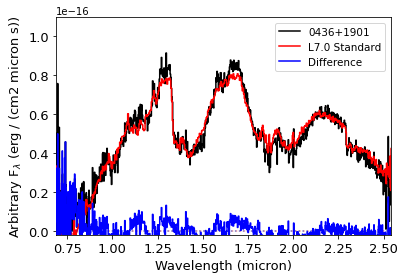 1e−16
0436+1901
L7.0 Standard
Difference
1.0
0.8
0.6
0.4
0.2
0.0
0.75 1.00 1.25 1.50 1.75 2.00 2.25 2.50
Wavelength (micron)
Arbitrary Fλ (erg / (cm2 micron s))